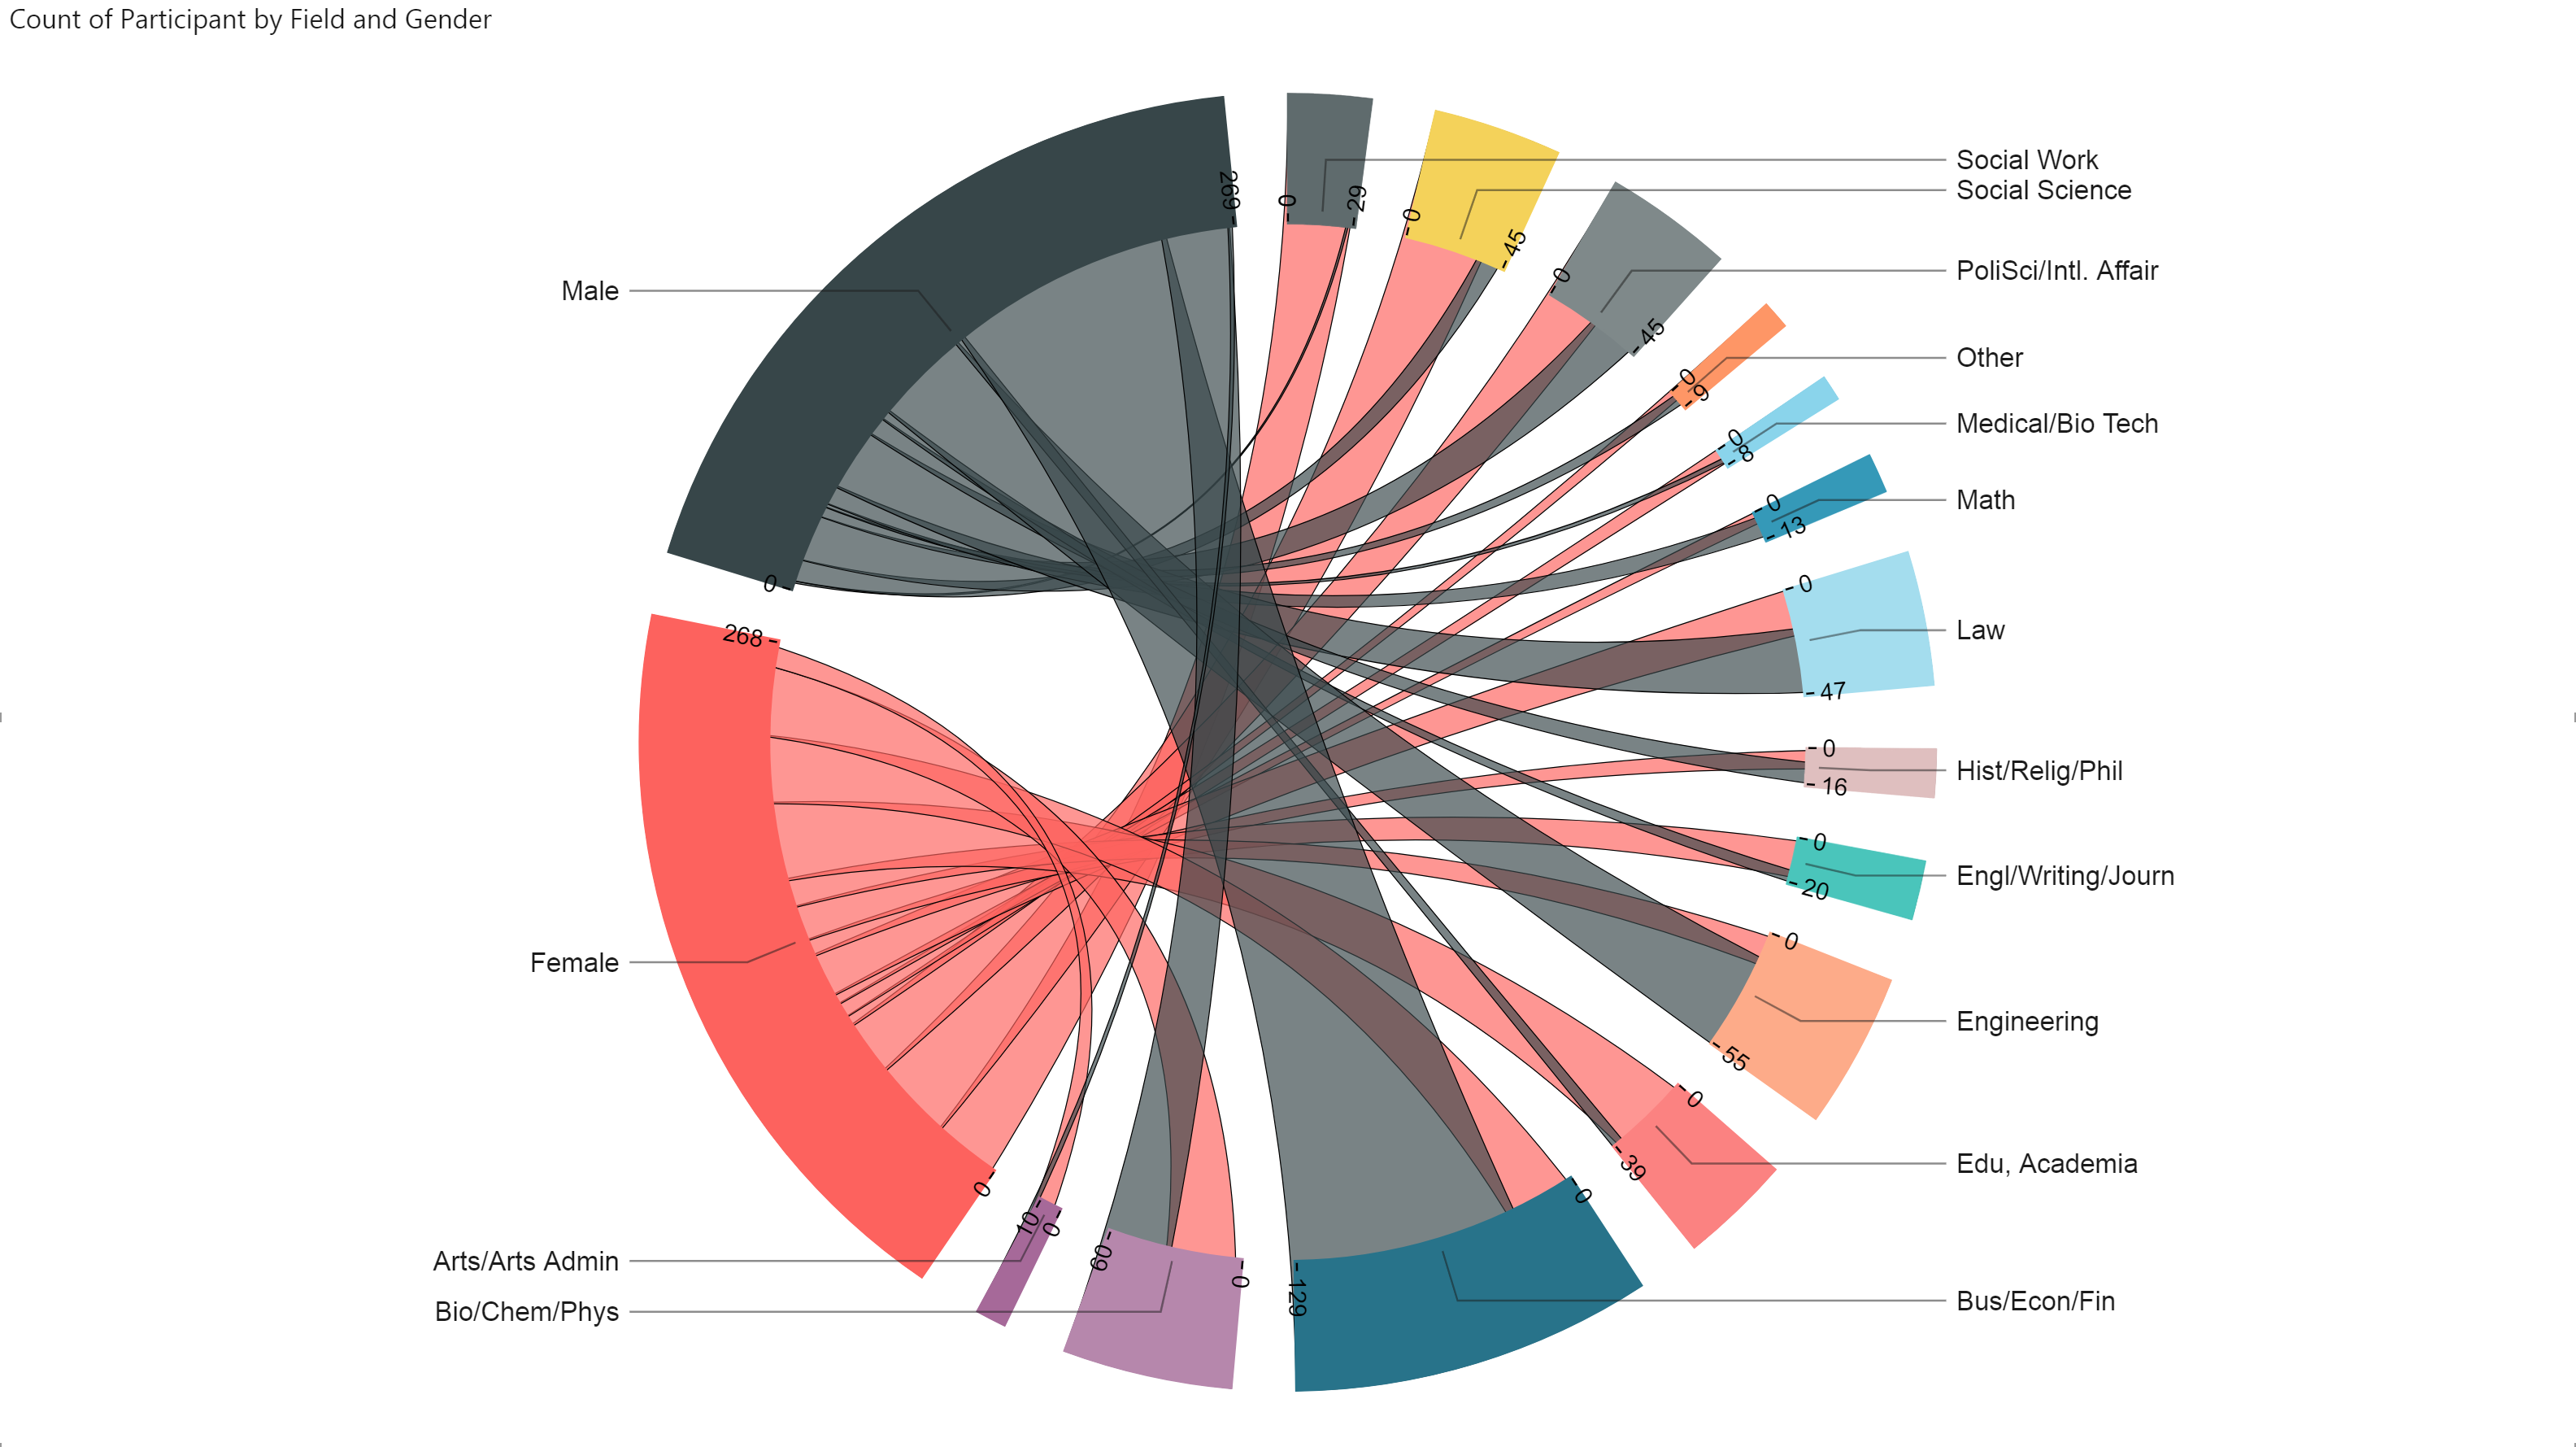 Count of Participant by Field and Gender
Social Work
Social Science
PoliSci/Intl. Affair
Other
Medical/Bio Tech
Math
Law
Hist/Relig/Phil
Engl/Writing/Journ
Engineering
Edu, Academia
Bus/Econ/Fin
Bio/Chem/Phys
Arts/Arts Admin
Female
Male
0
29
0
45
0
45
0
9
0
8
0
13
0
47
0
16
0
20
0
55
0
39
0
129
0
60
0
10
0
268
0
269